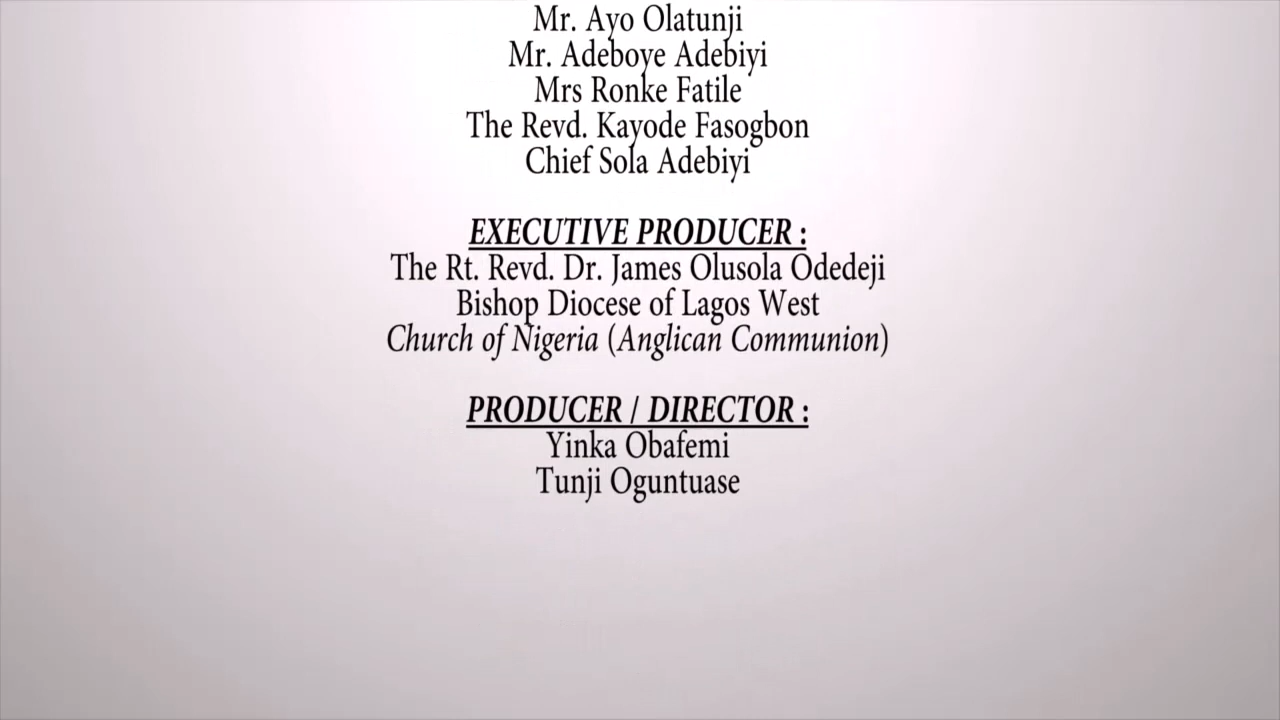 Mr. Ayo Olatunji
Mr. Adeboye Adebiyi
Mrs Ronke Fatile
The Revd. Kayode Fasogbon
Chief Sola Adebiyi
EXECUTIVE PRODUCER :
The Rt. Revd. Dr. James Olusola Odedeji
Bishop Diocese of Lagos West
Church of Nigeria (Anglican Communion)
PRODUCER / DIRECTOR :
Yinka Obafemi
Tunji Oguntuase